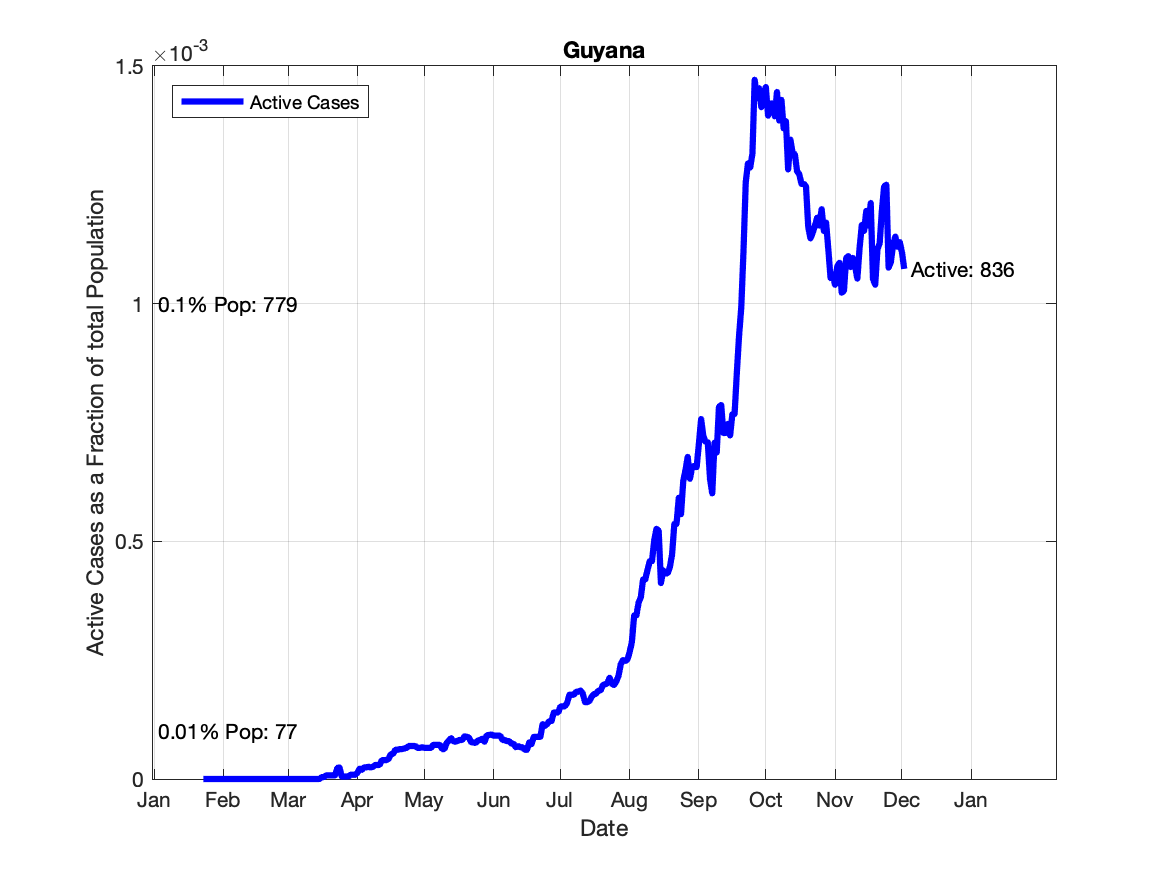 Guyana
×10-3
1.5
Active Cases
1
0.1% Pop: 779
Active: 836
0.5
0.01% Pop: 77
0
Jan Feb Mar Apr May Jun Jul Aug Sep Oct Nov Dec Jan
Date
Active Cases as a Fraction of total Population